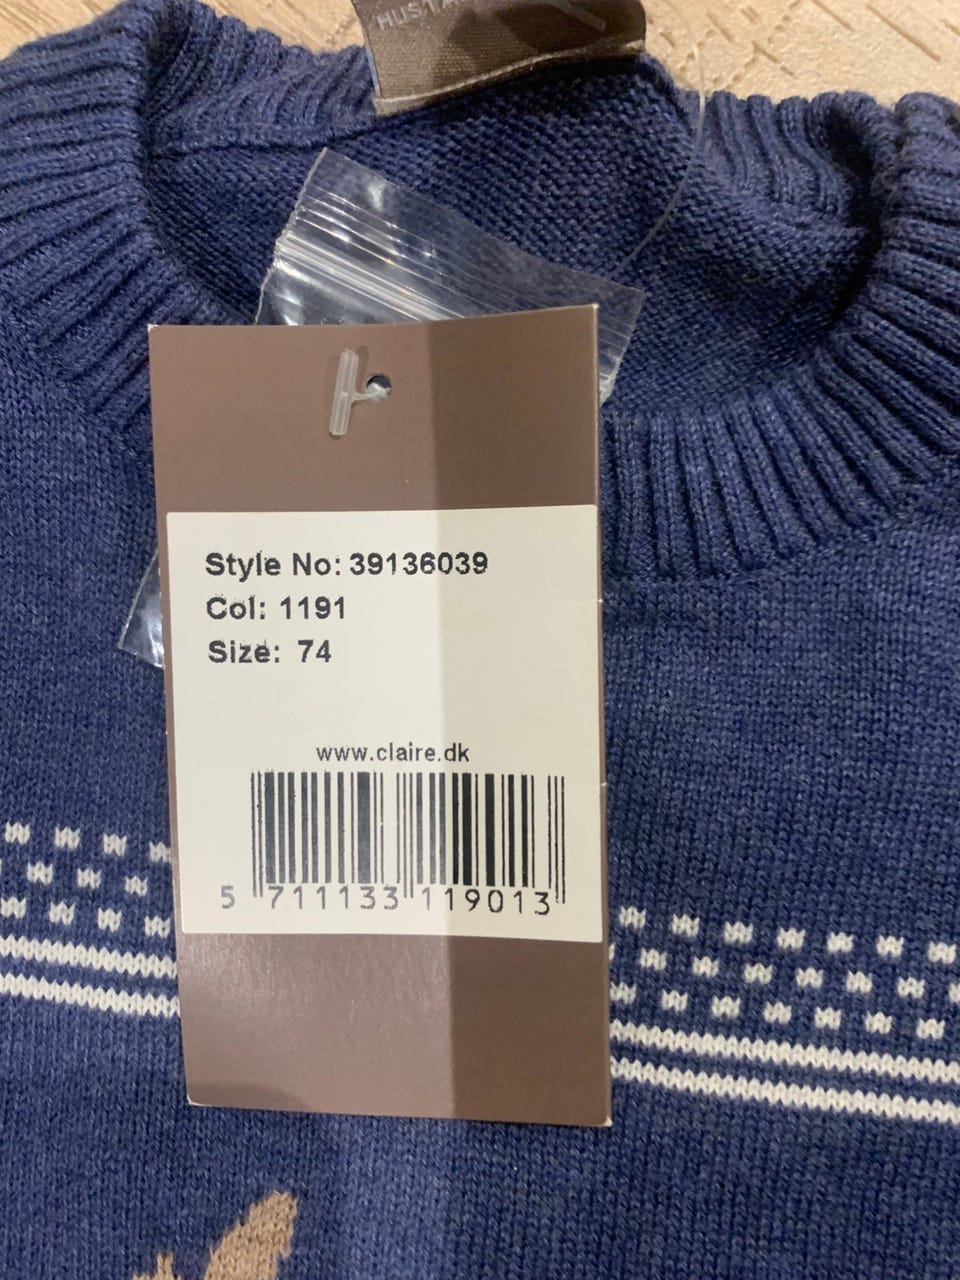 Style No: 39136039
Col: 1191
Size: 74
www.claire.dk
5 711133 119013